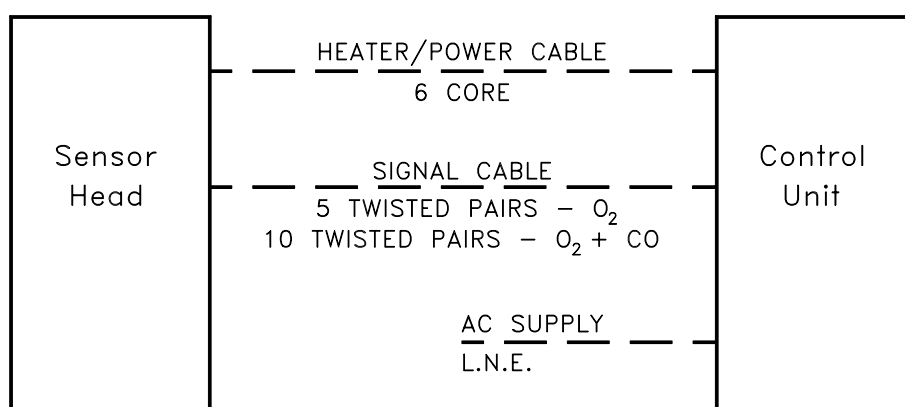 HEATER/POWER CABLE
6 CORE
Sensor
Head
SIGNAL CABLE
5 TWISTED PAIRS – O₂
10 TWISTED PAIRS – O₂ + CO
Control
Unit
AC SUPPLY
L.N.E.